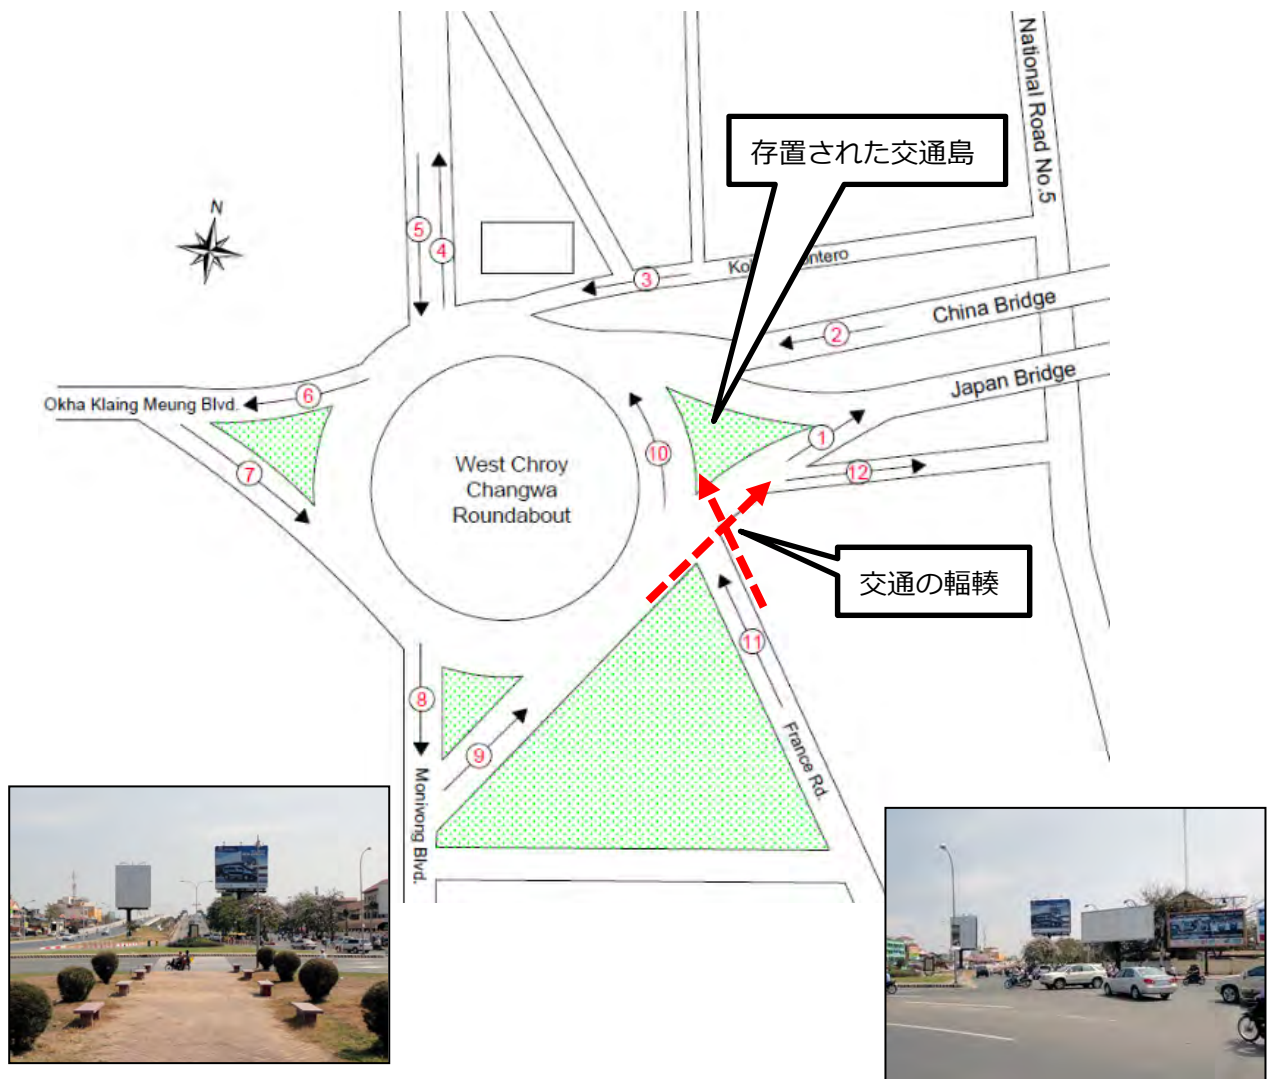 National Road No.5
存置された交通島
N
5
4
3
2
China Bridge
Japan Bridge
6
Okha Klaing Meung Blvd.
1
7
10
12
West Chroy
Changwa
Roundabout
交通の輻輳
11
8
9
France Rd.
Monivong Blvd.